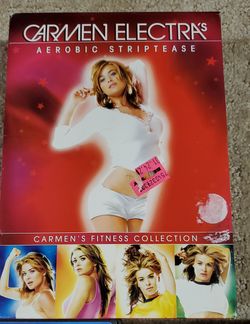 CARMEN ELECTRA'S
AEROBIC STRIPTEASE
CARMEN'S FITNESS COLLECTION